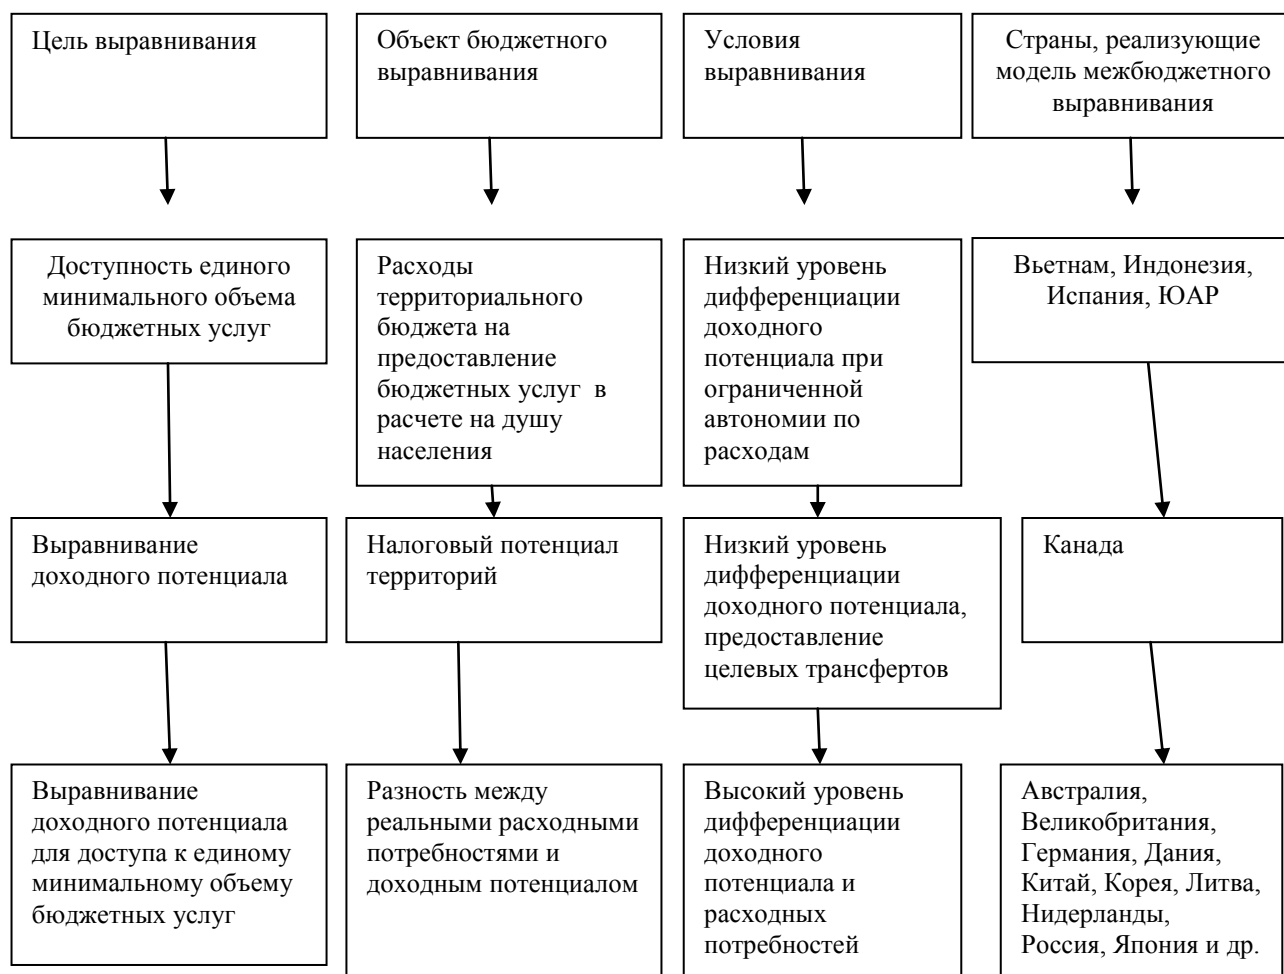 Цель выравнивания
Объект бюджетного
выравнивания
Условия
выравнивания
Страны, реализующие
модель межбюджетного
выравнивания
Доступность единого
минимального объема
бюджетных услуг
Расходы
территориального
бюджета на
предоставление
бюджетных услуг в
расчете на душу
населения
Низкий уровень
дифференциации
доходного
потенциала при
ограниченной
автономии по
расходам
Вьетнам, Индонезия,
Испания, ЮАР
Выравнивание
доходного потенциала
Налоговый потенциал
территорий
Низкий уровень
дифференциации
доходного потенциала,
предоставление
целевых трансфертов
Канада
Выравнивание
доходного потенциала
для доступа к единому
минимальному объему
бюджетных услуг
Разность между
реальными расходными
потребностями и
доходным потенциалом
Высокий уровень
дифференциации
доходного
потенциала и
расходных
потребностей
Австралия,
Великобритания,
Германия, Дания,
Китай, Корея, Литва,
Нидерланды,
Россия, Япония и др.